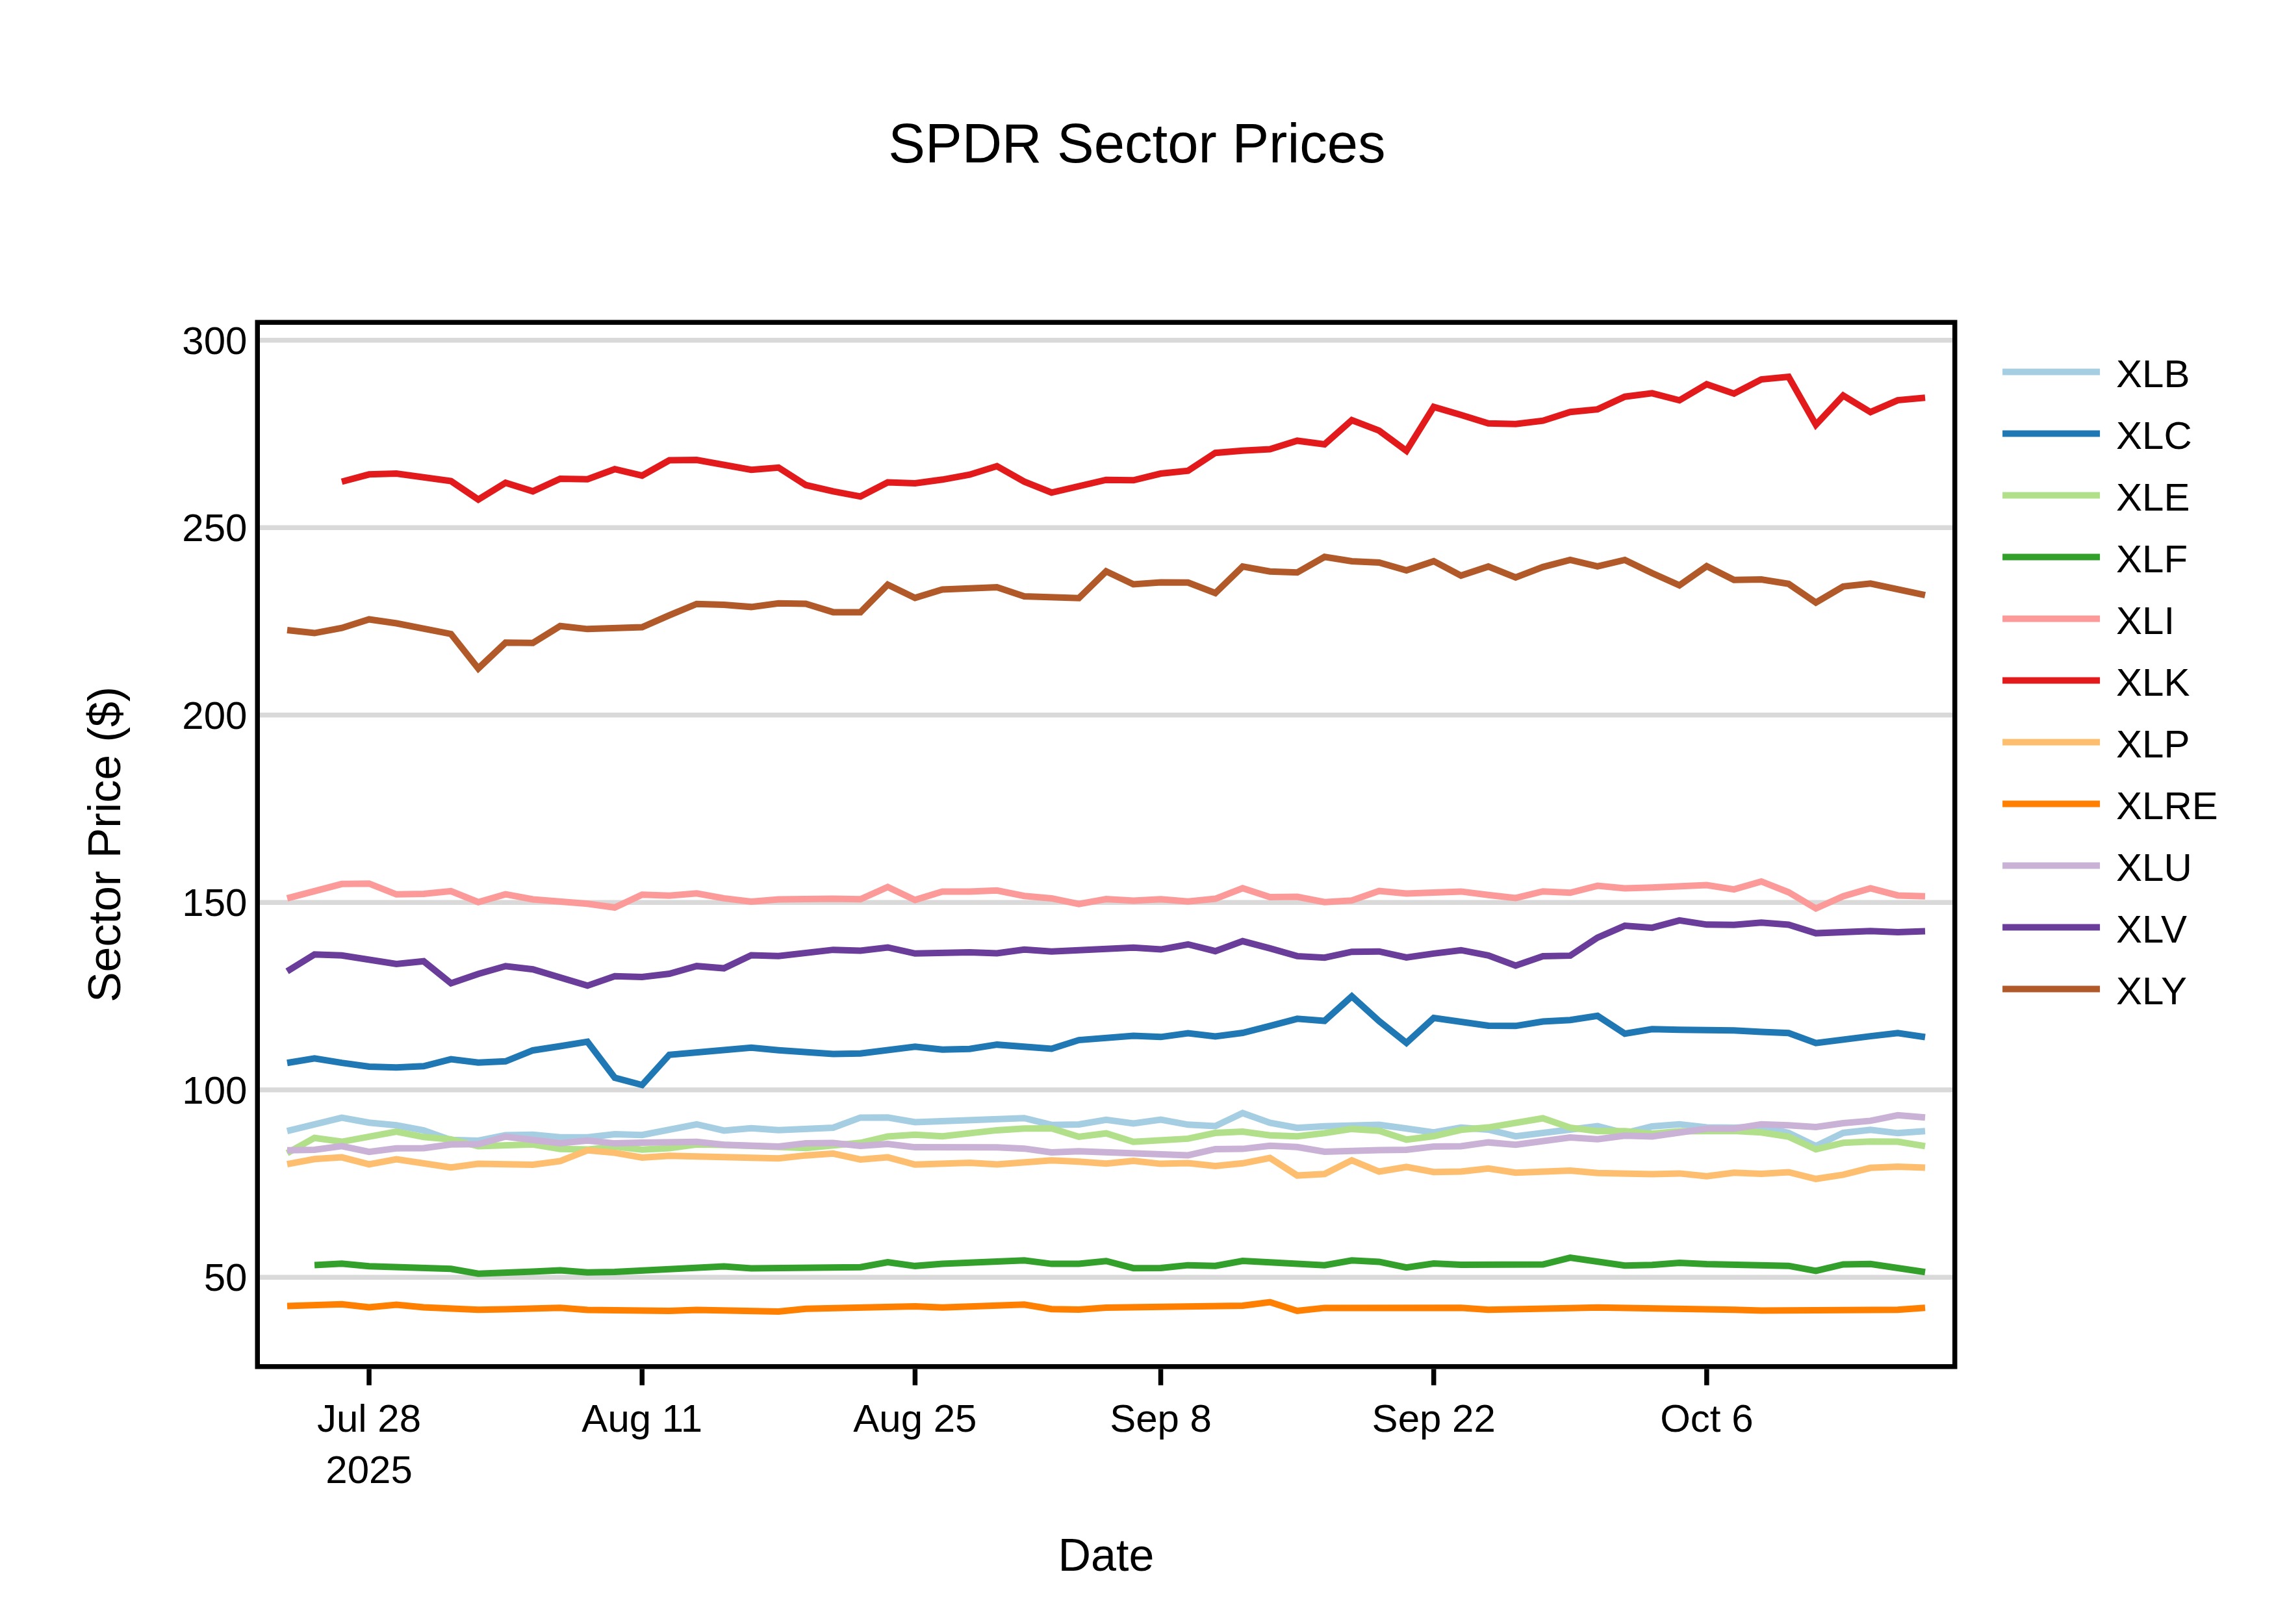 SPDR Sector Prices
300
250
200
150
100
50
Sector Price ($)
Jul 28
2025
Aug 11
Aug 25
Sep 8
Sep 22
Oct 6
Date
XLB
XLC
XLE
XLF
XLI
XLK
XLP
XLRE
XLU
XLV
XLY